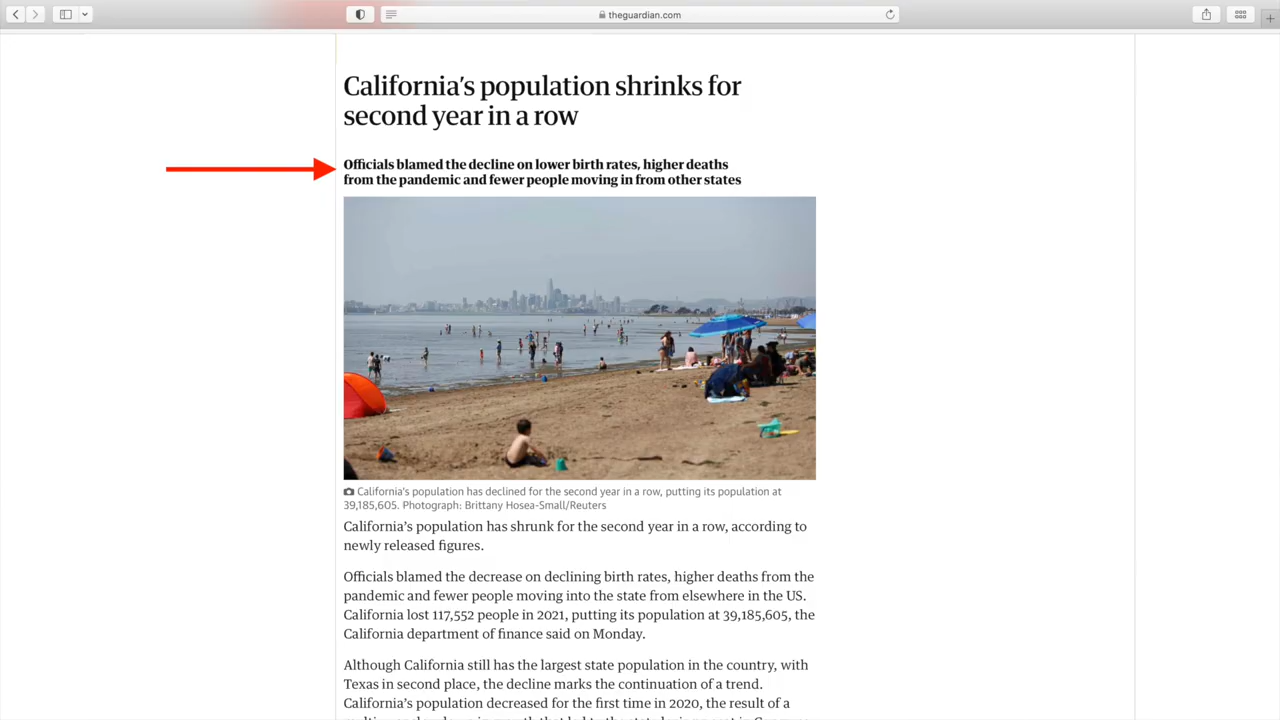 theguardian.com
California’s population shrinks for
second year in a row
Officials blamed the decline on lower birth rates, higher deaths
from the pandemic and fewer people moving in from other states
California’s population has declined for the second year in a row, putting its population at
39,185,605. Photograph: Brittany Hosea-Small/Reuters
California’s population has shrunk for the second year in a row, according to
newly released figures.
Officials blamed the decrease on declining birth rates, higher deaths from the
pandemic and fewer people moving into the state from elsewhere in the US.
California lost 117,552 people in 2021, putting its population at 39,185,605, the
California department of finance said on Monday.
Although California still has the largest state population in the country, with
Texas in second place, the decline marks the continuation of a trend.
California’s population decreased for the first time in 2020, the result of a